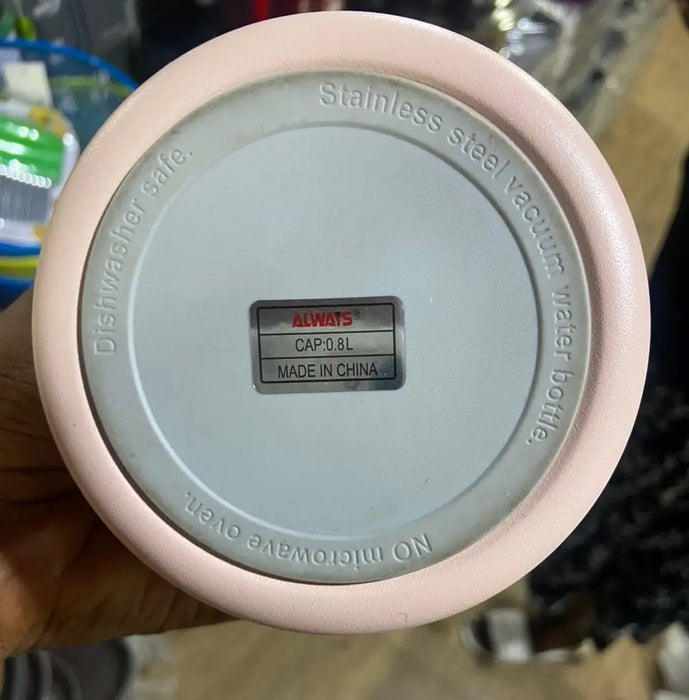 Stainless steel vacuum water bottle.
NO microwave oven.
Dishwasher safe.
ALWAYS®
CAP:0.8L
MADE IN CHINA